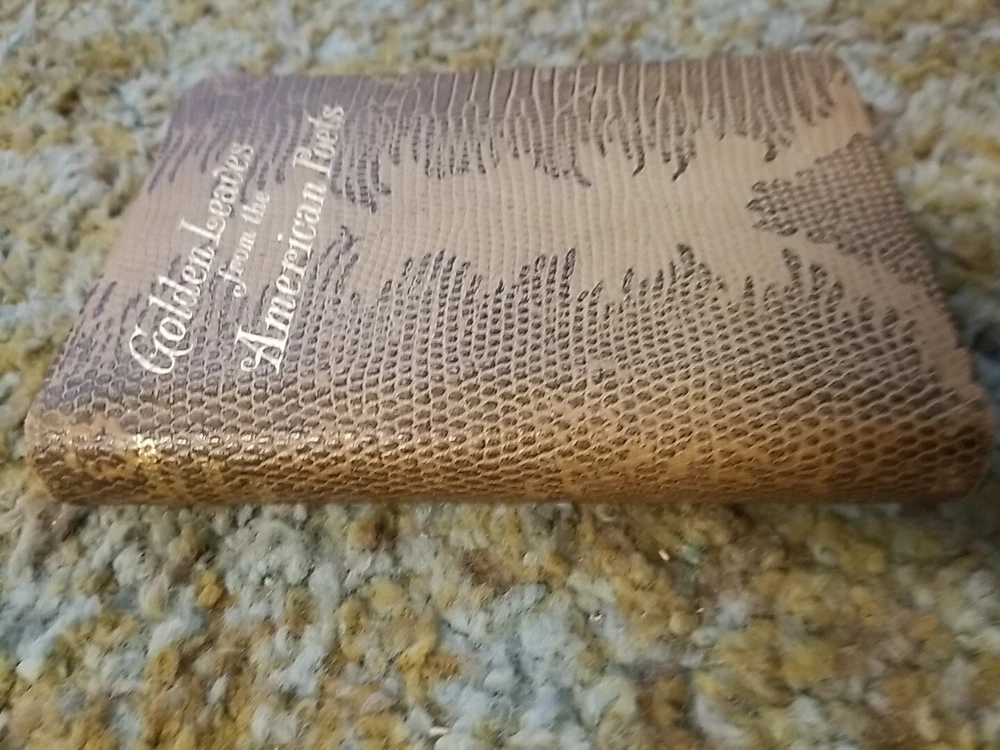 Golden Leaves
from the
American Poets